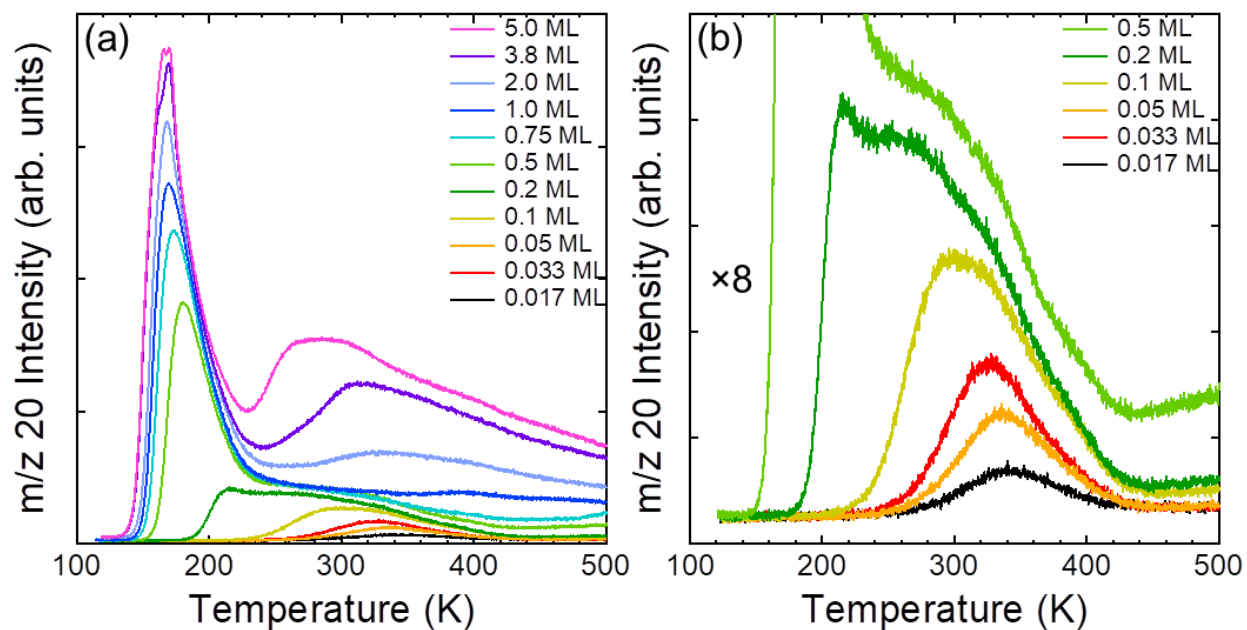 (a)
5.0 ML
3.8 ML
2.0 ML
1.0 ML
0.75 ML
0.5 ML
0.2 ML
0.1 ML
0.05 ML
0.033 ML
0.017 ML
m/z 20 Intensity (arb. units)
100 200 300 400 500
Temperature (K)
(b)
0.5 ML
0.2 ML
0.1 ML
0.05 ML
0.033 ML
0.017 ML
×8
m/z 20 Intensity (arb. units)
100 200 300 400 500
Temperature (K)